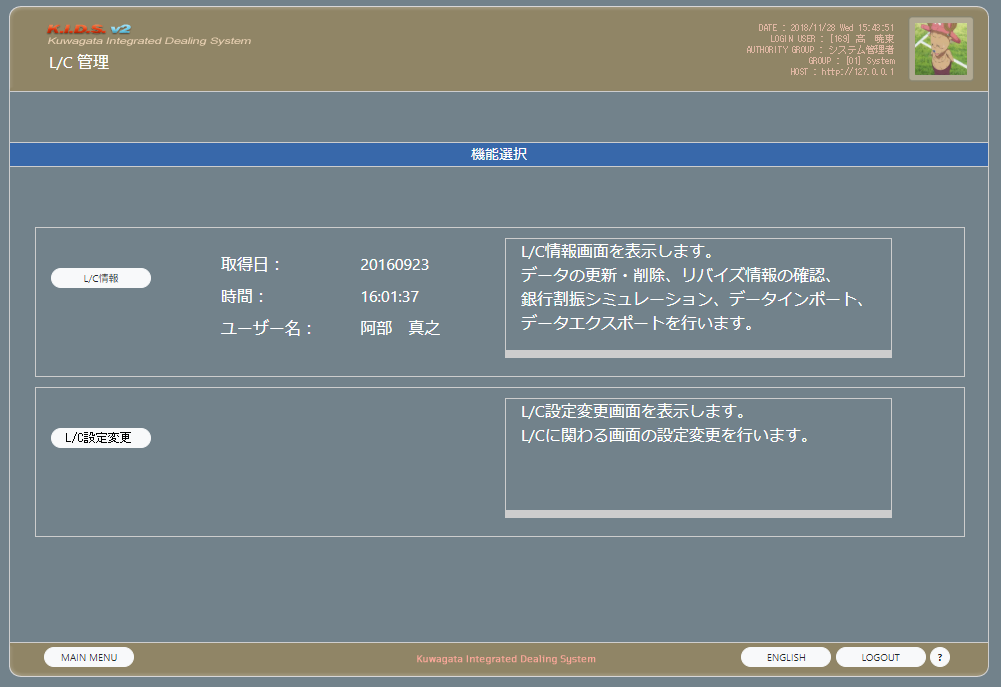 K.I.D.S. v2
Kuwagata Integrated Dealing System
L/C 管理
DATE : 2018/11/28 Wed 15:43:51
LOGIN USER : [169] 高　暁東
AUTHORITY GROUP : システム管理者
GROUP : [01] System
HOST : http://127.0.0.1
機能選択
L/C情報
取得日： 20160923
時間： 16:01:37
ユーザー名： 阿部　真之
L/C情報画面を表示します。
データの更新・削除、リバイズ情報の確認、
銀行割振シミュレーション、データインポート、
データエクスポートを行います。
L/C設定変更
L/C設定変更画面を表示します。
L/Cに関わる画面の設定変更を行います。
MAIN MENU
Kuwagata Integrated Dealing System
ENGLISH
LOGOUT
?